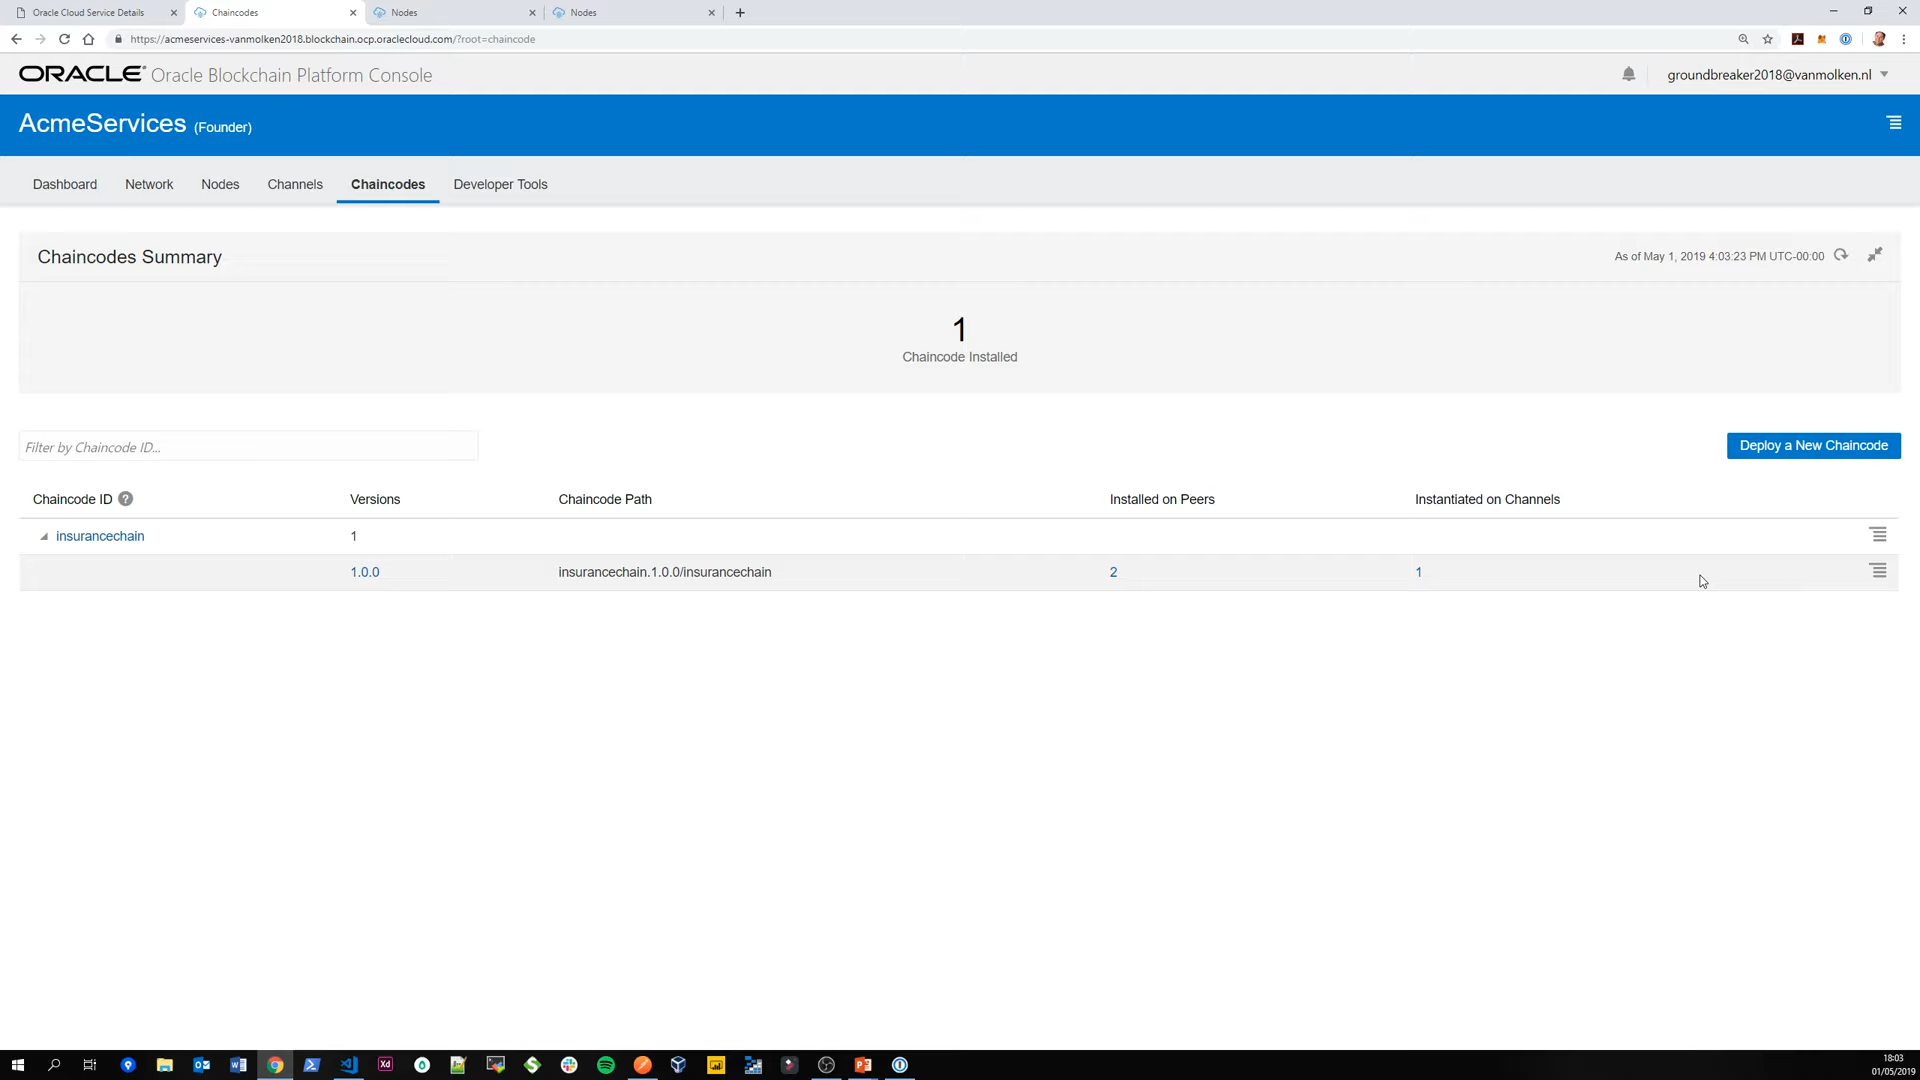 Oracle Cloud Service Details
Chaincodes
Nodes
Nodes
https://acmeservices-vanmolken2018.blockchain.ocp.oraclecloud.com/?root=chaincode
ORACLE Oracle Blockchain Platform Console
groundbreaker2018@vanmolken.nl
AcmeServices (Founder)
Dashboard Network Nodes Channels Chaincodes Developer Tools
Chaincodes Summary
As of May 1, 2019 4:03:23 PM UTC-00:00
1
Chaincode Installed
Filter by Chaincode ID...
Deploy a New Chaincode
Chaincode ID ? Versions Chaincode Path Installed on Peers Instantiated on Channels
insurancechain 1
1.0.0 insurancechain.1.0.0/insurancechain 2 1
Xd
18:03
01/05/2019